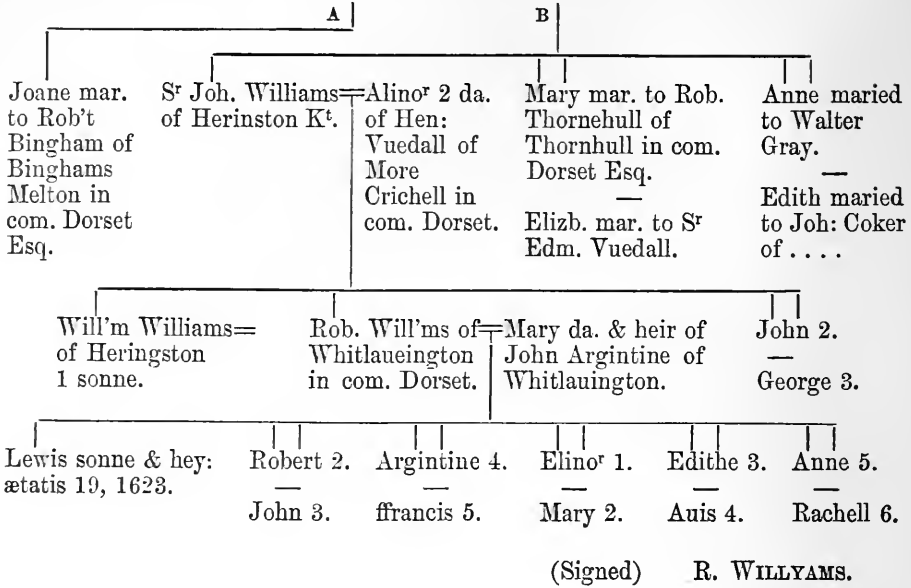 A B
Joane mar.
to Rob't
Bingham of
Binghams
Melton in
com. Dorset
Esq.
Sr Joh. Williams=Alinor 2 da.
of Herinston Kt.
of Hen:
Vuedall of
More
Crichell in
com. Dorset.
Mary mar. to Rob.
Thornehull of
Thornhull in com.
Dorset Esq.
—
Elizb. mar. to Sr
Edm. Vuedall.
Anne maried
to Walter
Gray.
—
Edith maried
to Joh: Coker
of . . . .
Will'm Williams=
of Heringston
1 sonne.
Rob. Will'ms of=Mary da. & heir of
Whitlaueington
in com. Dorset.
John Argintine of
Whitlauington.
John 2.
—
George 3.
Lewis sonne & hey:
ætatis 19, 1623.
Robert 2.
—
John 3.
Argintine 4.
—
ffrancis 5.
Elinor 1.
—
Mary 2.
Edithe 3.
—
Auis 4.
Anne 5.
—
Rachell 6.
(Signed) R. WILLYAMS.